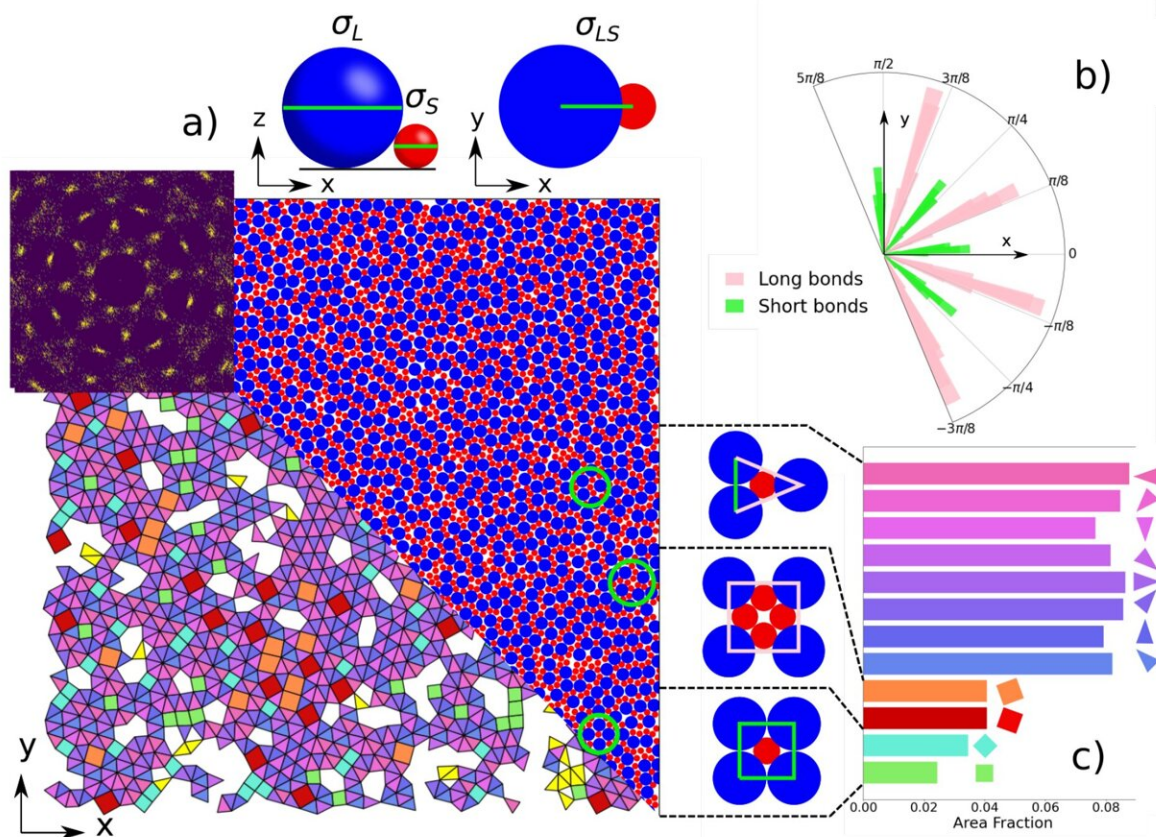 a)
σL
σS
z
x
σLS
y
x
b)
5π/8
π/2
3π/8
π/4
π/8
0
−π/8
−π/4
−3π/8
y
x
Long bonds
Short bonds
y
x
c)
0.00 0.02 0.04 0.06 0.08
Area Fraction